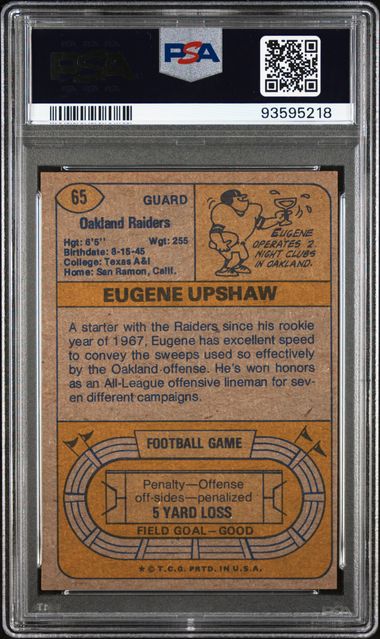 PSA
PSA
93595218
65
GUARD
Oakland Raiders
Hgt: 6'5" Wgt: 255
Birthdate: 8-15-45
College: Texas A&I
Home: San Ramon, Calif.
EUGENE
OPERATES 2
NIGHT CLUBS
IN OAKLAND.
EUGENE UPSHAW
A starter with the Raiders since his rookie
year of 1967, Eugene has excellent speed
to convey the sweeps used so effectively
by the Oakland offense. He's won honors
as an All-League offensive lineman for sev-
en different campaigns.
FOOTBALL GAME
Penalty—Offense
off-sides—penalized
5 YARD LOSS
FIELD GOAL—GOOD
* © T.C.G. PRTD. IN U.S.A.